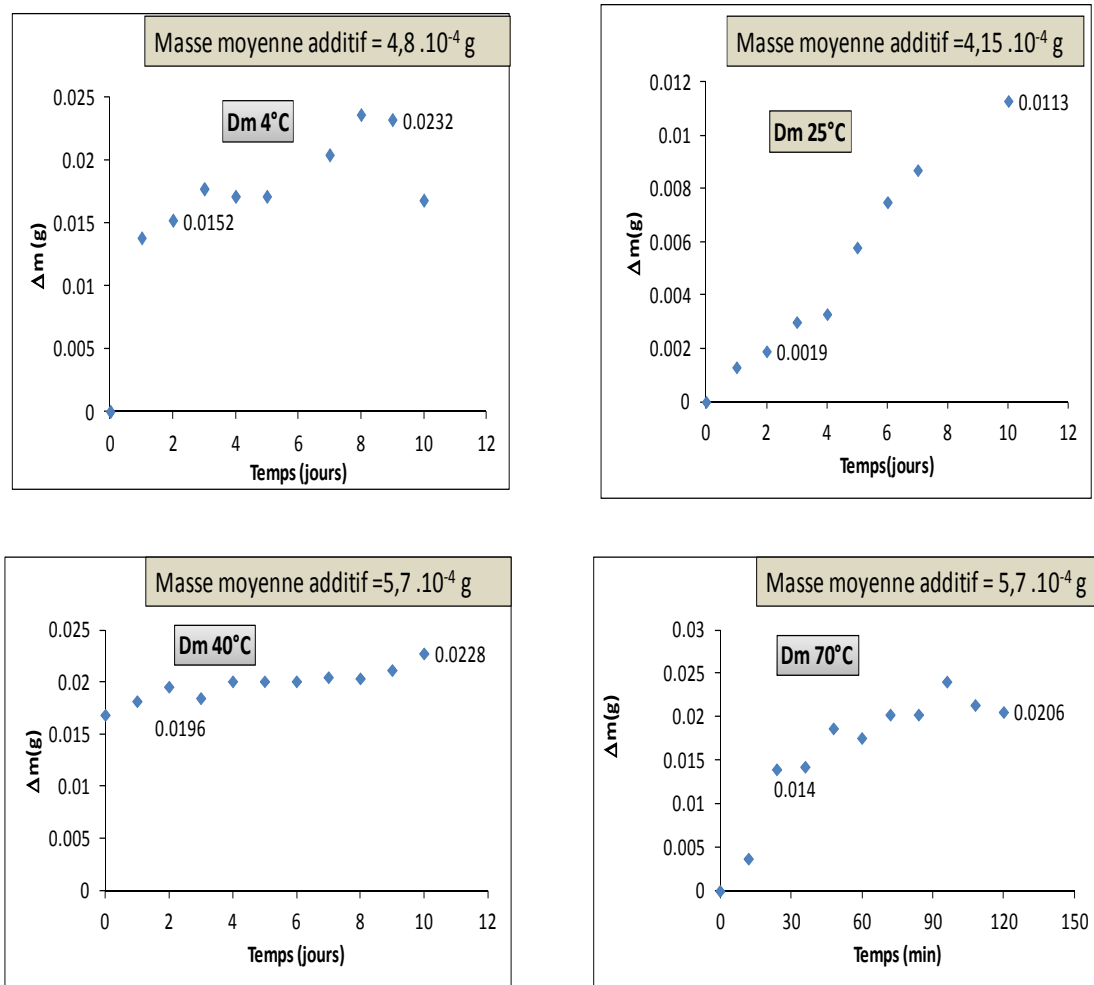 Masse moyenne additif = 4,8 .10⁻⁴ g
Dm 4°C
0.025
0.02
0.015
0.01
0.005
0
0.0232
0.0152
Δm (g)
0 2 4 6 8 10 12
Temps (jours)
Masse moyenne additif =4,15 .10⁻⁴ g
Dm 25°C
0.012
0.01
0.008
0.006
0.004
0.002
0
0.0113
0.0019
Δm(g)
0 2 4 6 8 10 12
Temps(jours)
Masse moyenne additif =5,7 .10⁻⁴ g
Dm 40°C
0.025
0.02
0.015
0.01
0.005
0
0.0228
0.0196
Δm(g)
0 2 4 6 8 10 12
Temps (jours)
Masse moyenne additif = 5,7 .10⁻⁴ g
Dm 70°C
0.03
0.025
0.02
0.015
0.01
0.005
0
0.0206
0.014
Δm(g)
0 30 60 90 120 150
Temps (min)